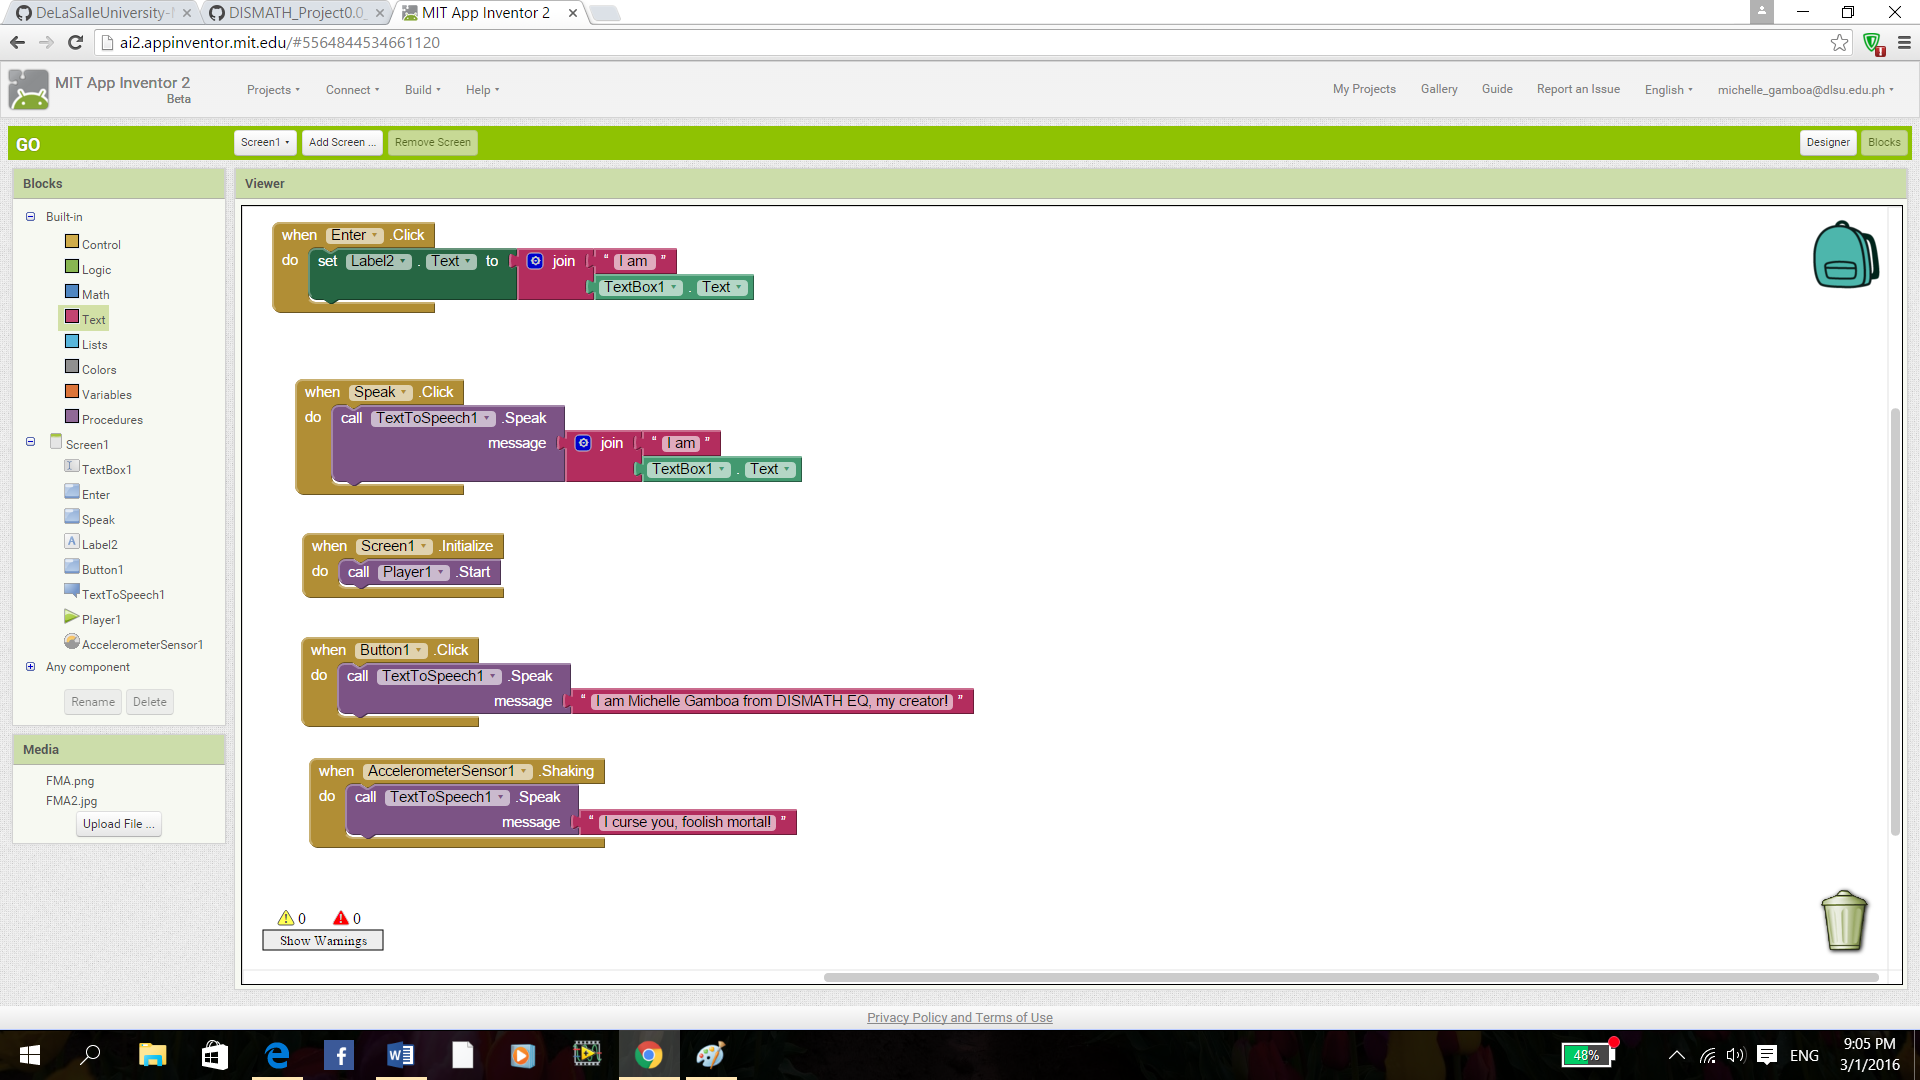 DeLaSalleUniversity-
DISMATH_Project0.0
MIT App Inventor 2
ai2.appinventor.mit.edu/#5564844534661120
MIT App Inventor 2
Beta
Projects
Connect
Build
Help
My Projects
Gallery
Guide
Report an Issue
English
michelle_gamboa@dlsu.edu.ph
GO
Screen1
Add Screen ...
Remove Screen
Designer
Blocks
Blocks
Built-in
Control
Logic
Math
Text
Lists
Colors
Variables
Procedures
Screen1
TextBox1
Enter
Speak
Label2
Button1
TextToSpeech1
Player1
AccelerometerSensor1
Any component
Rename
Delete
Media
FMA.png
FMA2.jpg
Upload File ...
Viewer
when Enter .Click
do set Label2 . Text to join “ I am ”
TextBox1 . Text
when Speak .Click
do call TextToSpeech1 .Speak
message join “ I am ”
TextBox1 . Text
when Screen1 .Initialize
do call Player1 .Start
when Button1 .Click
do call TextToSpeech1 .Speak
message “ I am Michelle Gamboa from DISMATH EQ, my creator! ”
when AccelerometerSensor1 .Shaking
do call TextToSpeech1 .Speak
message “ I curse you, foolish mortal! ”
0 0
Show Warnings
Privacy Policy and Terms of Use
48%
ENG
9:05 PM
3/1/2016